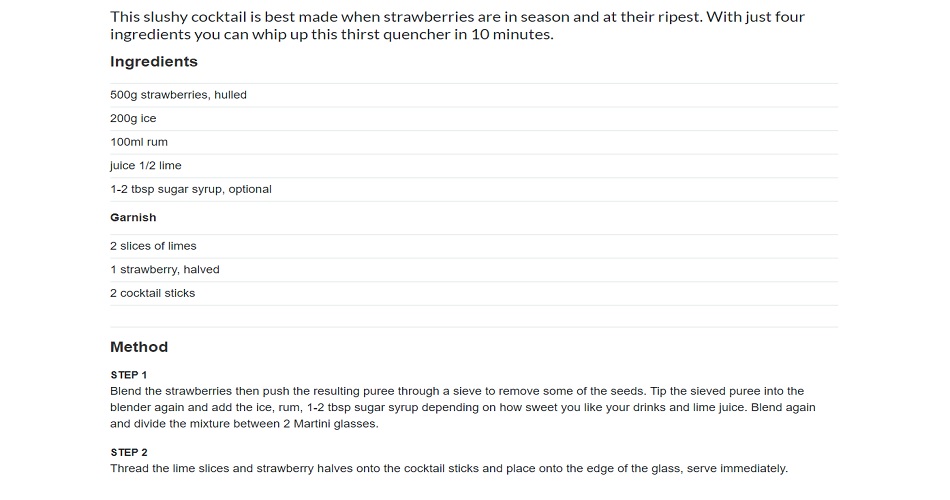 This slushy cocktail is best made when strawberries are in season and at their ripest. With just four
ingredients you can whip up this thirst quencher in 10 minutes.
Ingredients
500g strawberries, hulled
200g ice
100ml rum
juice 1/2 lime
1-2 tbsp sugar syrup, optional
Garnish
2 slices of limes
1 strawberry, halved
2 cocktail sticks
Method
STEP 1
Blend the strawberries then push the resulting puree through a sieve to remove some of the seeds. Tip the sieved puree into the
blender again and add the ice, rum, 1-2 tbsp sugar syrup depending on how sweet you like your drinks and lime juice. Blend again
and divide the mixture between 2 Martini glasses.
STEP 2
Thread the lime slices and strawberry halves onto the cocktail sticks and place onto the edge of the glass, serve immediately.